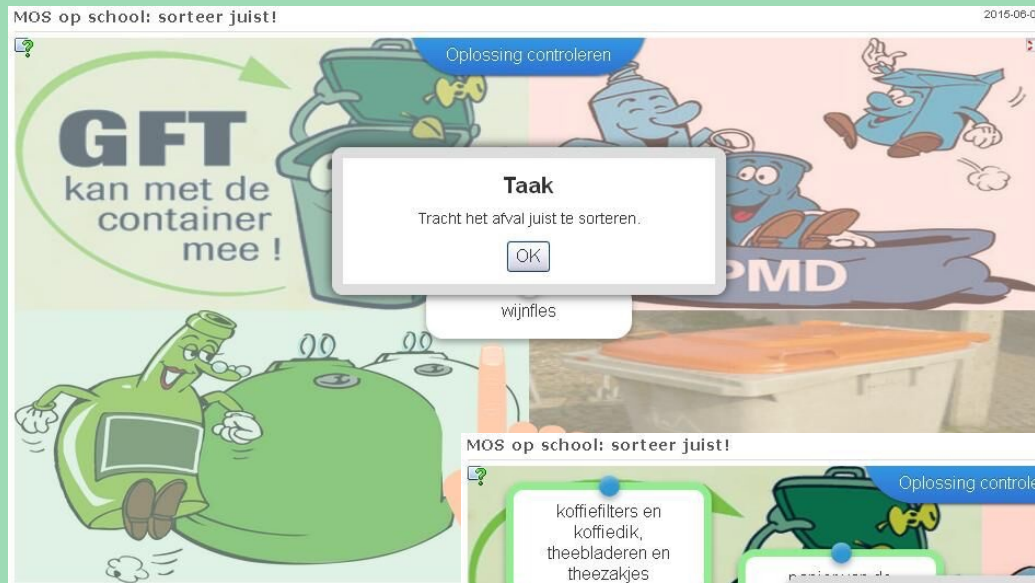 MOS op school: sorteer juist!
2015-06-0
Oplossing controleren
GFT
kan met de
container
mee !
Taak
Tracht het afval juist te sorteren.
OK
PMD
wijnfles
MOS op school: sorteer juist!
Oplossing controle
koffiefilters en
koffiedik,
theebladeren en
theezakjes